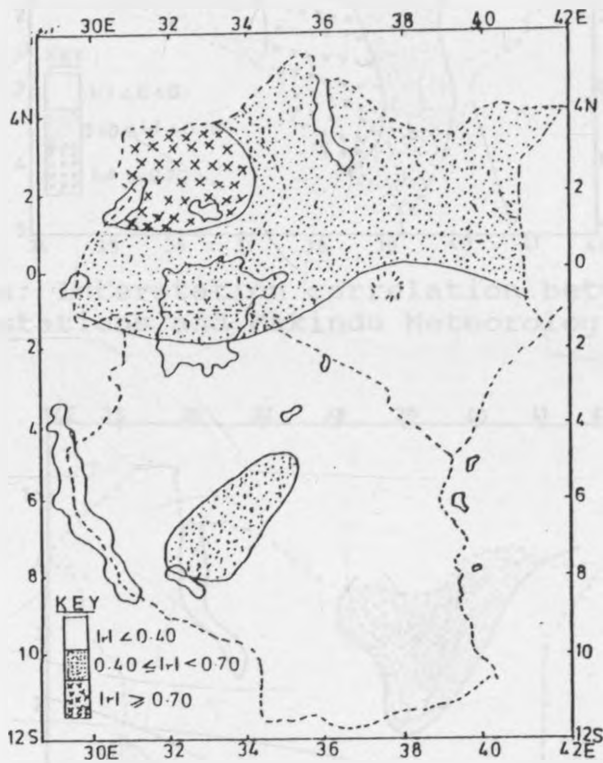 30E 32 34 36 38 40 42E
4N 4N
2 2
0 0
2 2
4 4
6 6
8 8
KEY
|r| < 0.40
10 0.40 ≤ |r| < 0.70 10
|r| ⩾ 0.70
12S 12S
30E 32 34 35 38 40 42E